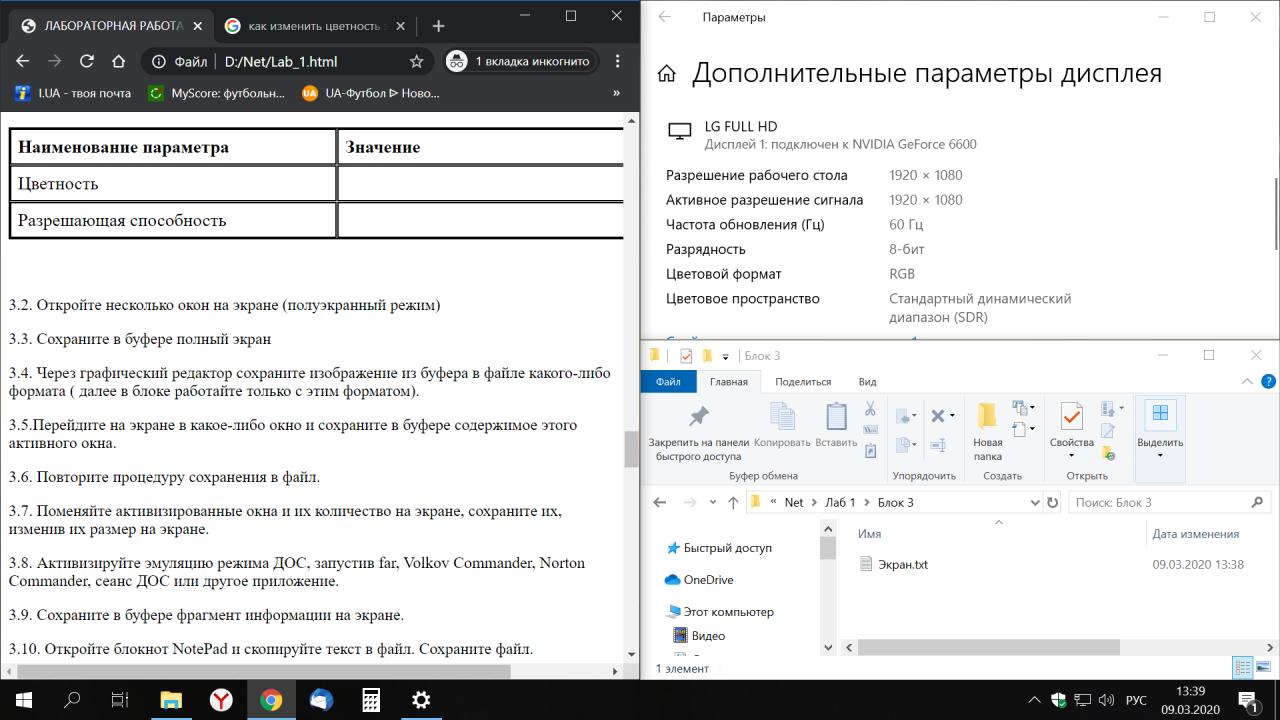 ЛАБОРАТОРНАЯ РАБОТА
как изменить цветность
Файл D:/Net/Lab_1.html
1 вкладка инкогнито
I.UA - твоя почта
MyScore: футбольн...
UA-Футбол ᐉ Ново...
»
Наименование параметра
Значение
Цветность
Разрешающая способность
3.2. Откройте несколько окон на экране (полуэкранный режим)
3.3. Сохраните в буфере полный экран
3.4. Через графический редактор сохраните изображение из буфера в файле какого-либо
формата ( далее в блоке работайте только с этим форматом).
3.5.Перейдите на экране в какое-либо окно и сохраните в буфере содержимое этого
активного окна.
3.6. Повторите процедуру сохранения в файл.
3.7. Поменяйте активизированные окна и их количество на экране, сохраните их,
изменив их размер на экране.
3.8. Активизируйте эмуляцию режима ДОС, запустив far, Volkov Commander, Norton
Commander, сеанс ДОС или другое приложение.
3.9. Сохраните в буфере фрагмент информации на экране.
3.10. Откройте блокнот NotePad и скопируйте текст в файл. Сохраните файл.
Параметры
Дополнительные параметры дисплея
LG FULL HD
Дисплей 1: подключен к NVIDIA GeForce 6600
Разрешение рабочего стола 1920 × 1080
Активное разрешение сигнала 1920 × 1080
Частота обновления (Гц) 60 Гц
Разрядность 8-бит
Цветовой формат RGB
Цветовое пространство Стандартный динамический
диапазон (SDR)
Блок 3
Файл Главная Поделиться Вид
Закрепить на панели
быстрого доступа
Копировать
Вставить
Буфер обмена
Упорядочить
Новая
папка
Создать
Свойства
Открыть
Выделить
« Net Лаб 1 Блок 3
Поиск: Блок 3
Имя
Дата изменения
Быстрый доступ
OneDrive
Этот компьютер
Видео
Экран.txt
09.03.2020 13:38
1 элемент
РУС
13:39
09.03.2020
1